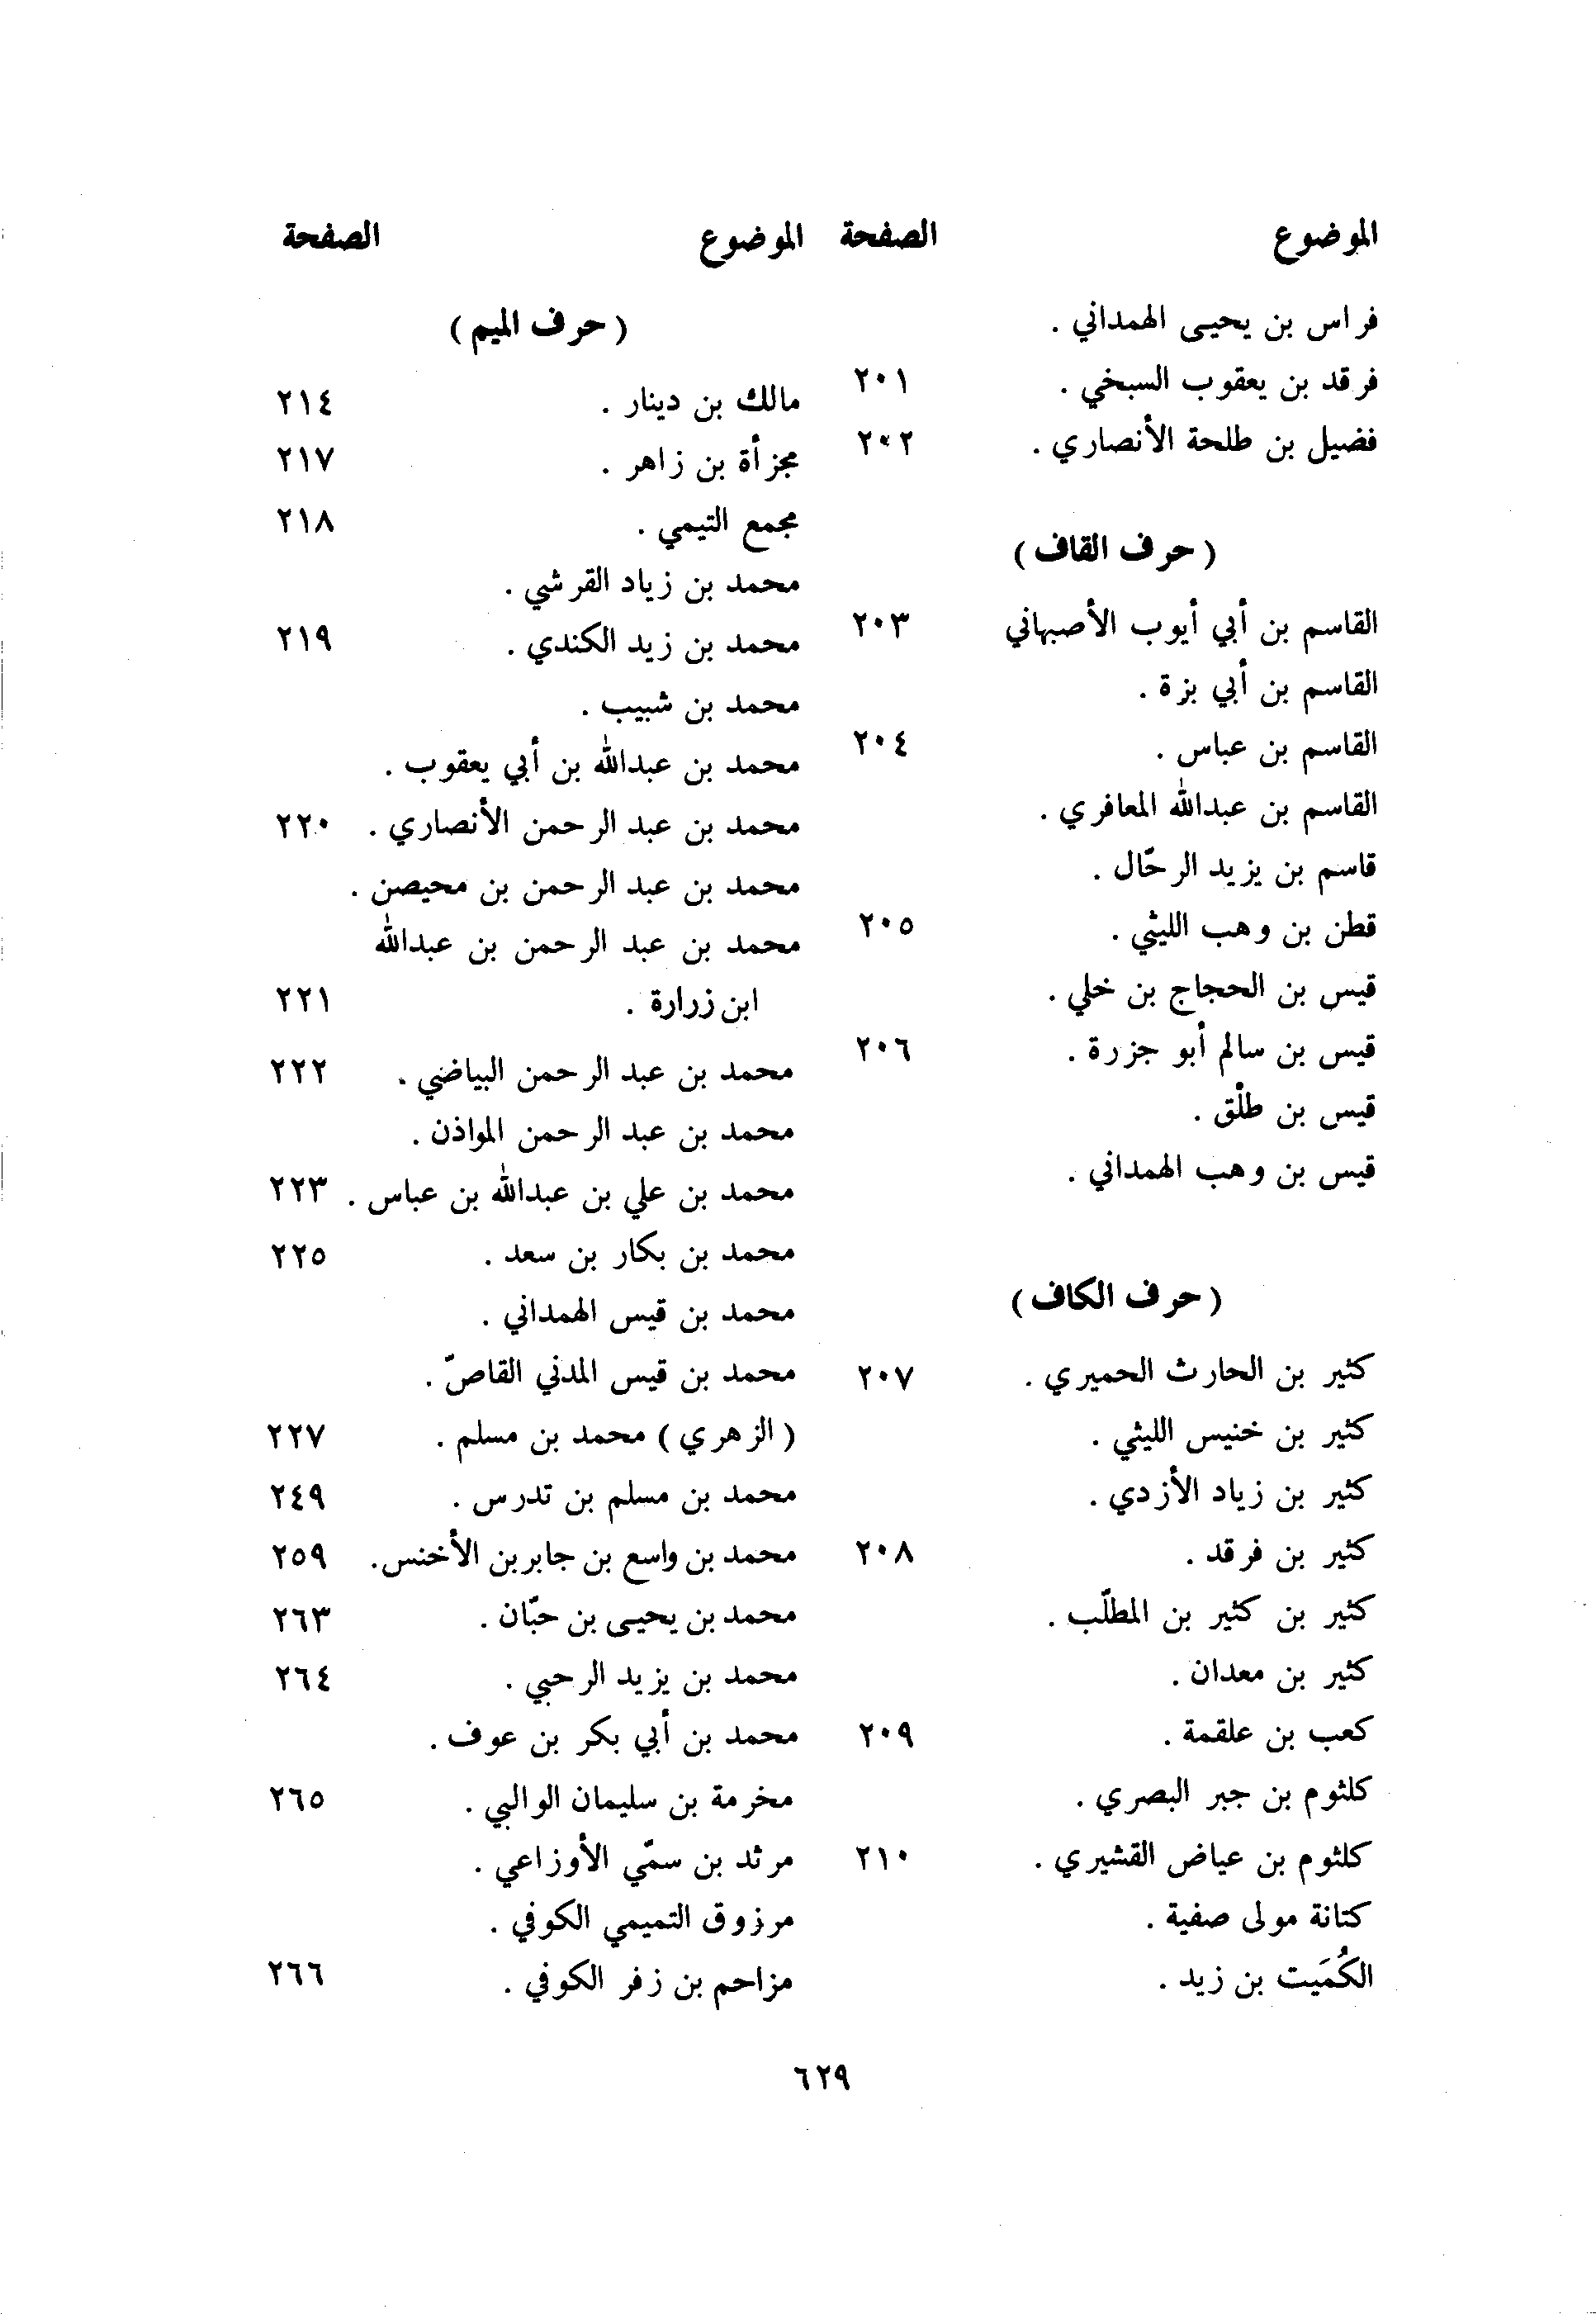 الموضوع الصفحة
فراس بن يحيى الهمداني .
فرقد بن يعقوب السبخي . ٢٠١
فضيل بن طلحة الأنصاري . ٢٠٢
( حرف القاف )
القاسم بن أبي أيوب الأصبهاني ٢٠٣
القاسم بن أبي بزة .
القاسم بن عباس . ٢٠٤
القاسم بن عبدالله المعافري .
قاسم بن يزيد الرحّال .
قطن بن وهب الليثي . ٢٠٥
قيس بن الحجاج بن خلي .
قيس بن سالم أبو جزرة . ٢٠٦
قيس بن طلْق .
قيس بن وهب الهمداني .
( حرف الكاف )
كثير بن الحارث الحميري . ٢٠٧
كثير بن خنيس الليثي .
كثير بن زياد الأزدي .
كثير بن فرقد . ٢٠٨
كثير بن كثير بن المطلّب .
كثير بن معدان .
كعب بن علقمة . ٢٠٩
كلثوم بن جبر البصري .
كلثوم بن عياض القشيري . ٢١٠
كنانة مولى صفية .
الكُمَيت بن زيد .
الموضوع الصفحة
( حرف الميم )
مالك بن دينار . ٢١٤
مجزأة بن زاهر . ٢١٧
مجمع التيمي . ٢١٨
محمد بن زياد القرشي .
محمد بن زيد الكندي . ٢١٩
محمد بن شبيب .
محمد بن عبدالله بن أبي يعقوب .
محمد بن عبد الرحمن الأنصاري . ٢٢٠
محمد بن عبد الرحمن بن محيصن .
محمد بن عبد الرحمن بن عبدالله
ابن زرارة . ٢٢١
محمد بن عبد الرحمن البياضي . ٢٢٢
محمد بن عبد الرحمن المواذن .
محمد بن علي بن عبدالله بن عباس . ٢٢٣
محمد بن بكار بن سعد . ٢٢٥
محمد بن قيس الهمداني .
محمد بن قيس المدني القاصّ .
( الزهري ) محمد بن مسلم . ٢٢٧
محمد بن مسلم بن تدرس . ٢٤٩
محمد بن واسع بن جابر بن الأخنس . ٢٥٩
محمد بن يحيى بن حبّان . ٢٦٣
محمد بن يزيد الرحبي . ٢٦٤
محمد بن أبي بكر بن عوف .
مخرمة بن سليمان الوالبي . ٢٦٥
مرثد بن سمّي الأوزاعي .
مرزوق التميمي الكوفي .
مزاحم بن زفر الكوفي . ٢٦٦
٦٢٩